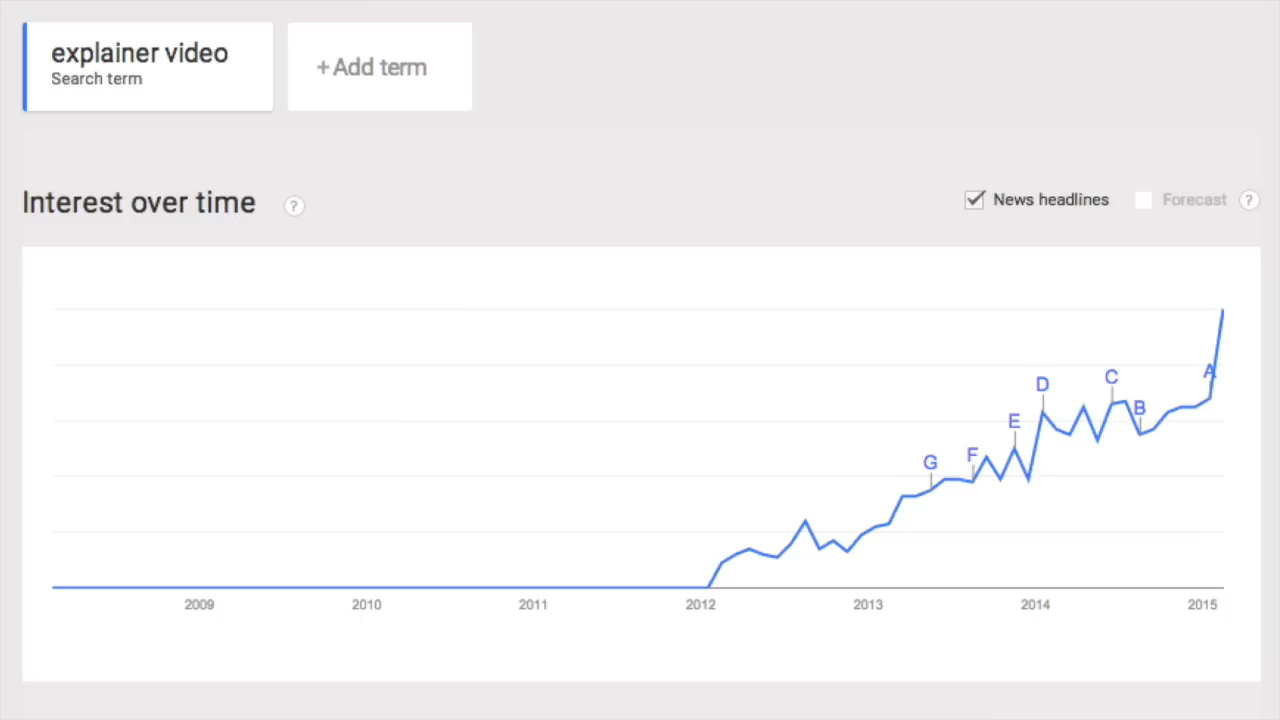 explainer video
Search term
+Add term
Interest over time ?
News headlines Forecast ?
A
D C
B
E
G F
2009 2010 2011 2012 2013 2014 2015